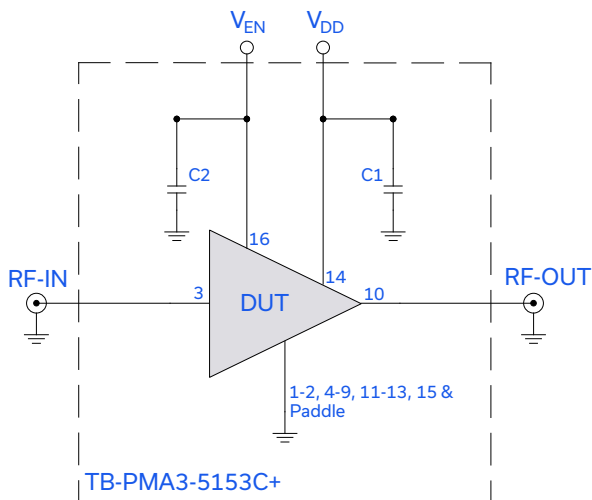 VEN
VDD
C2
C1
16
RF-IN
14
RF-OUT
3
DUT
10
1-2, 4-9, 11-13, 15 &
Paddle
TB-PMA3-5153C+